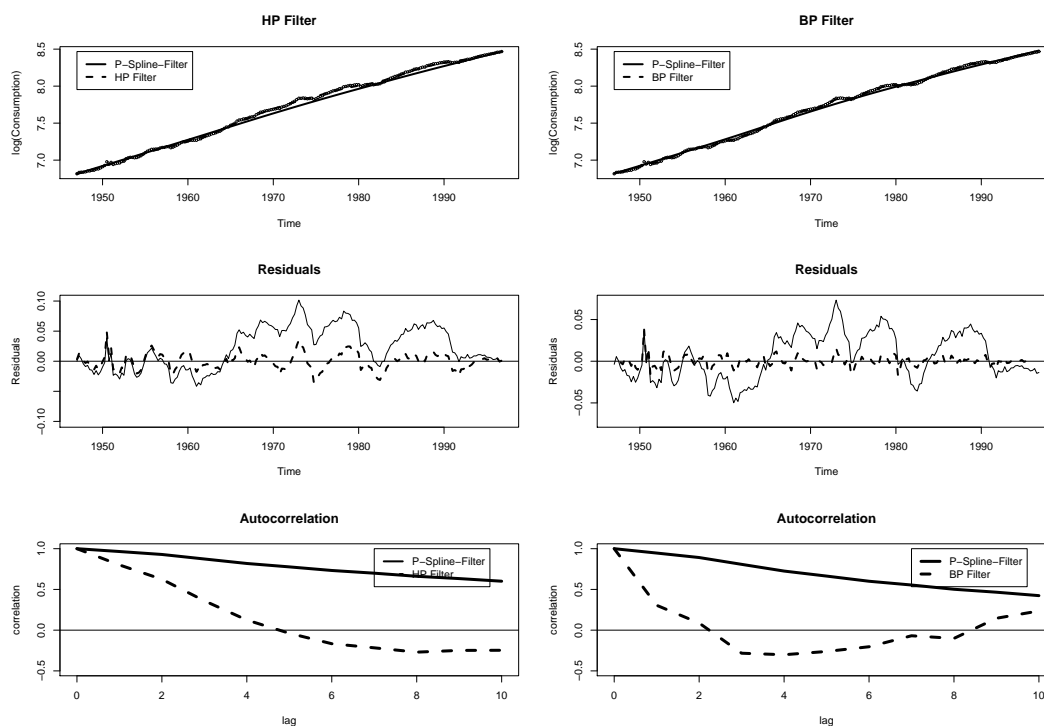 HP Filter
P−Spline−Filter
HP Filter
log(Consumption)
8.5
8.0
7.5
7.0
1950 1960 1970 1980 1990
Time
BP Filter
P−Spline−Filter
BP Filter
log(Consumption)
8.5
8.0
7.5
7.0
1950 1960 1970 1980 1990
Time
Residuals
Residuals
0.10
0.05
0.00
−0.10
1950 1960 1970 1980 1990
Time
Residuals
Residuals
0.05
0.00
−0.05
1950 1960 1970 1980 1990
Time
Autocorrelation
P−Spline−Filter
HP Filter
correlation
1.0
0.5
0.0
−0.5
0 2 4 6 8 10
lag
Autocorrelation
P−Spline−Filter
BP Filter
correlation
1.0
0.5
0.0
−0.5
0 2 4 6 8 10
lag